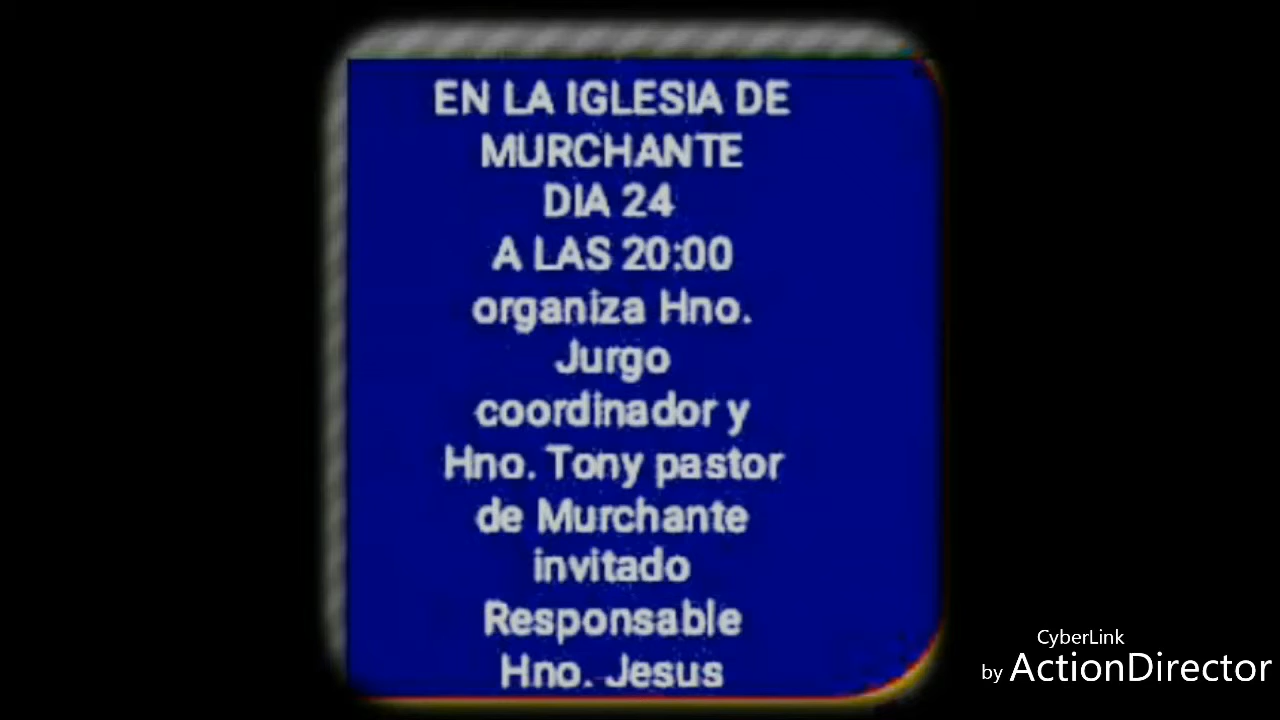 EN LA IGLESIA DE
MURCHANTE
DIA 24
A LAS 20:00
organiza Hno.
Jurgo
coordinador y
Hno. Tony pastor
de Murchante
invitado
Responsable
Hno. Jesus
CyberLink
by ActionDirector